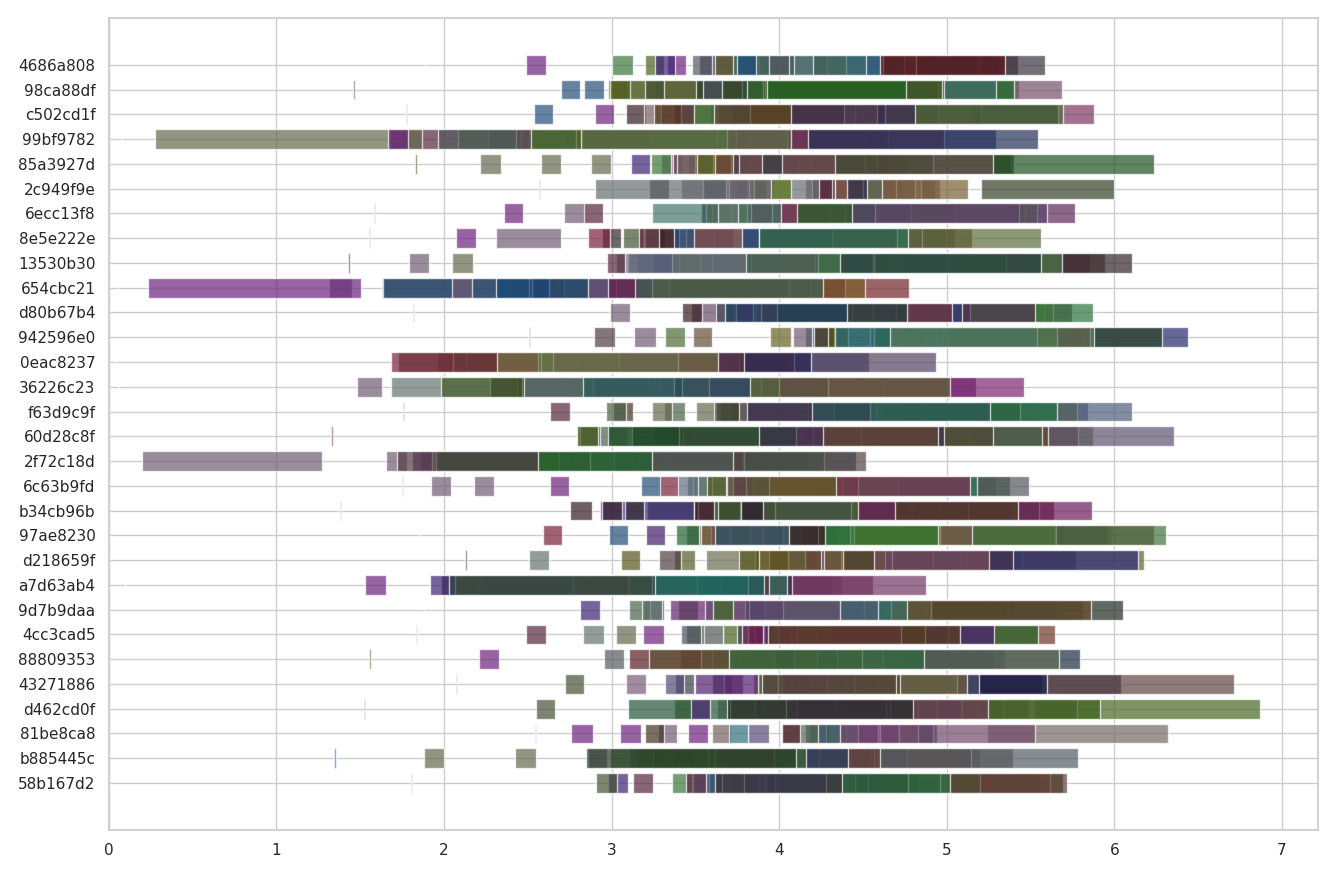 4686a808
98ca88df
c502cd1f
99bf9782
85a3927d
2c949f9e
6ecc13f8
8e5e222e
13530b30
654cbc21
d80b67b4
942596e0
0eac8237
36226c23
f63d9c9f
60d28c8f
2f72c18d
6c63b9fd
b34cb96b
97ae8230
d218659f
a7d63ab4
9d7b9daa
4cc3cad5
88809353
43271886
d462cd0f
81be8ca8
b885445c
58b167d2
0 1 2 3 4 5 6 7